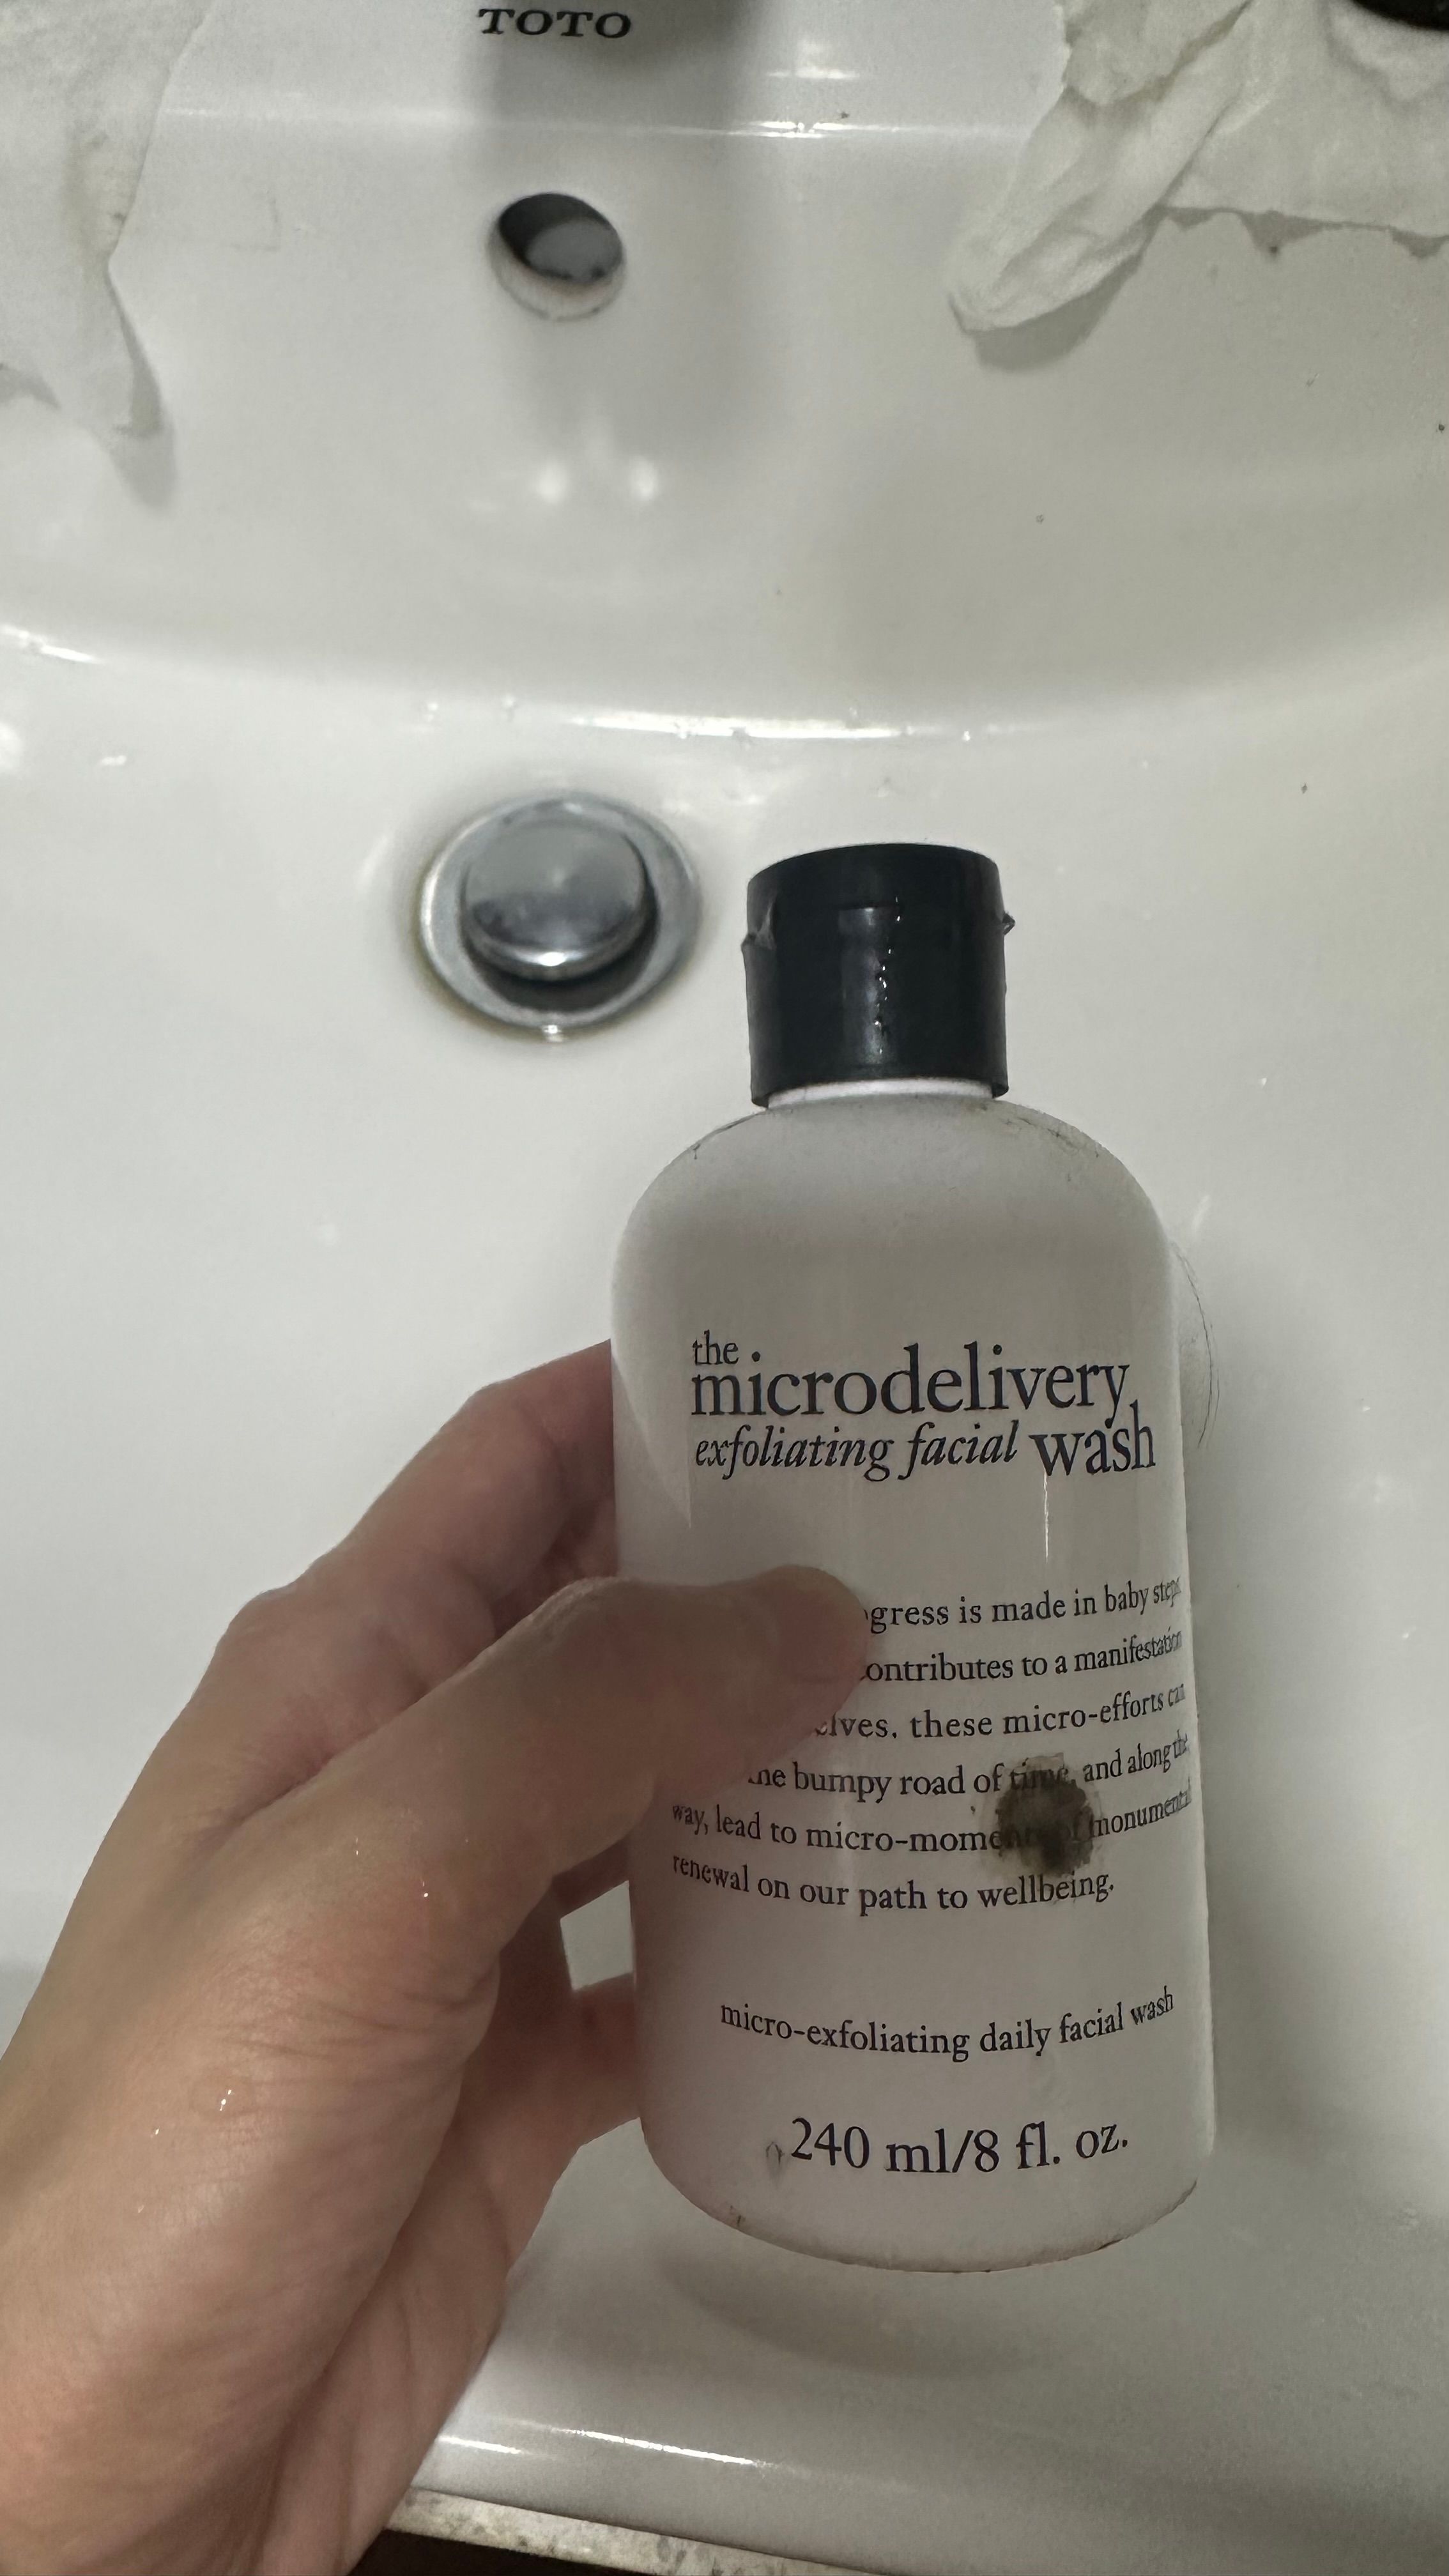 TOTO
the
microdelivery
exfoliating facial wash
gress is made in baby steps
ontributes to a manifestation
elves. these micro-efforts can
the bumpy road of time, and along the
way, lead to micro-moments of monumental
renewal on our path to wellbeing.
micro-exfoliating daily facial wash
240 ml/8 fl. oz.